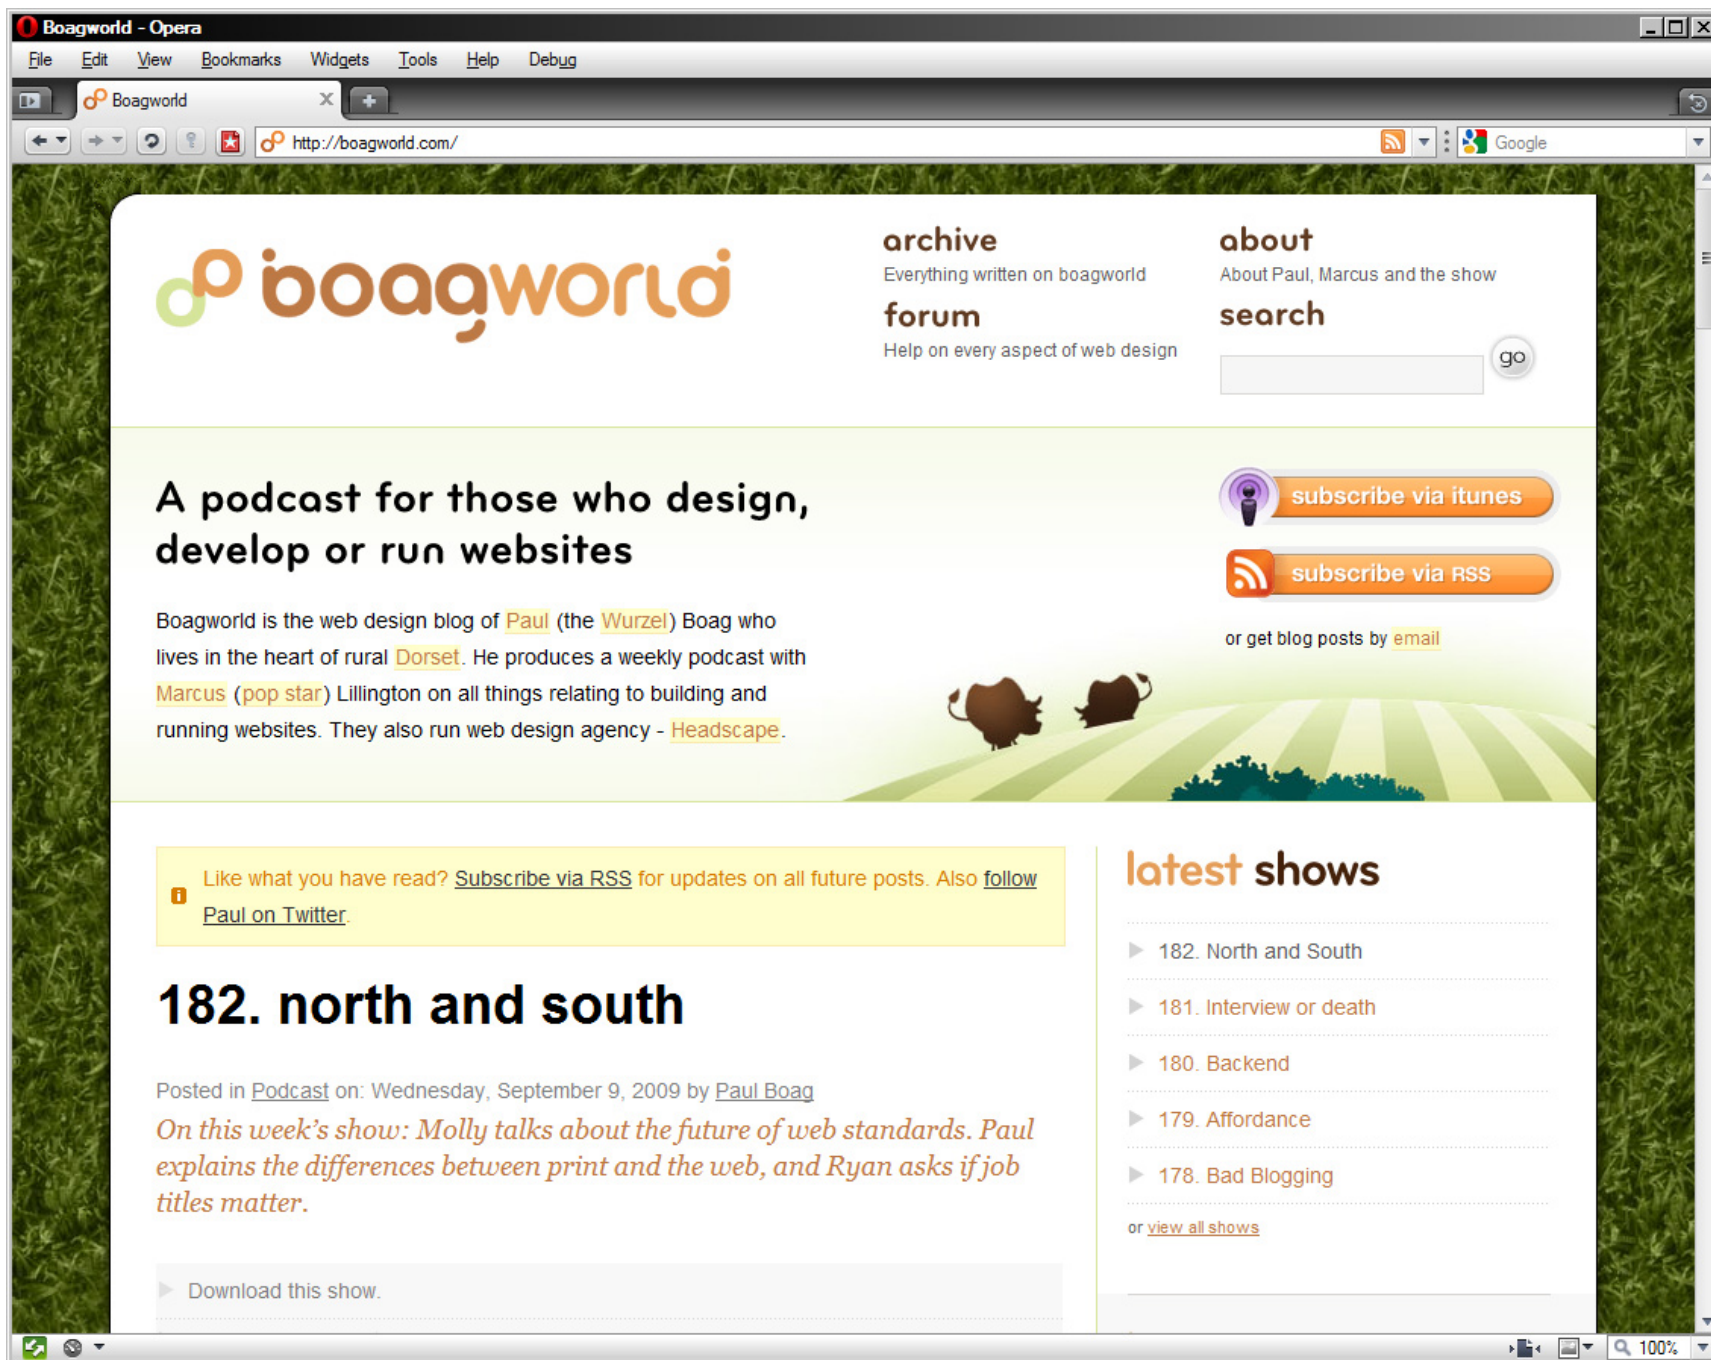 Boagworld - Opera
File Edit View Bookmarks Widgets Tools Help Debug
Boagworld
http://boagworld.com/
Google
boagworld
archive
Everything written on boagworld
forum
Help on every aspect of web design
about
About Paul, Marcus and the show
search
go
A podcast for those who design,
develop or run websites
Boagworld is the web design blog of Paul (the Wurzel) Boag who
lives in the heart of rural Dorset. He produces a weekly podcast with
Marcus (pop star) Lillington on all things relating to building and
running websites. They also run web design agency - Headscape.
subscribe via itunes
subscribe via RSS
or get blog posts by email
Like what you have read? Subscribe via RSS for updates on all future posts. Also follow
Paul on Twitter.
182. north and south
Posted in Podcast on: Wednesday, September 9, 2009 by Paul Boag
On this week's show: Molly talks about the future of web standards. Paul
explains the differences between print and the web, and Ryan asks if job
titles matter.
Download this show.
latest shows
182. North and South
181. Interview or death
180. Backend
179. Affordance
178. Bad Blogging
or view all shows
100%